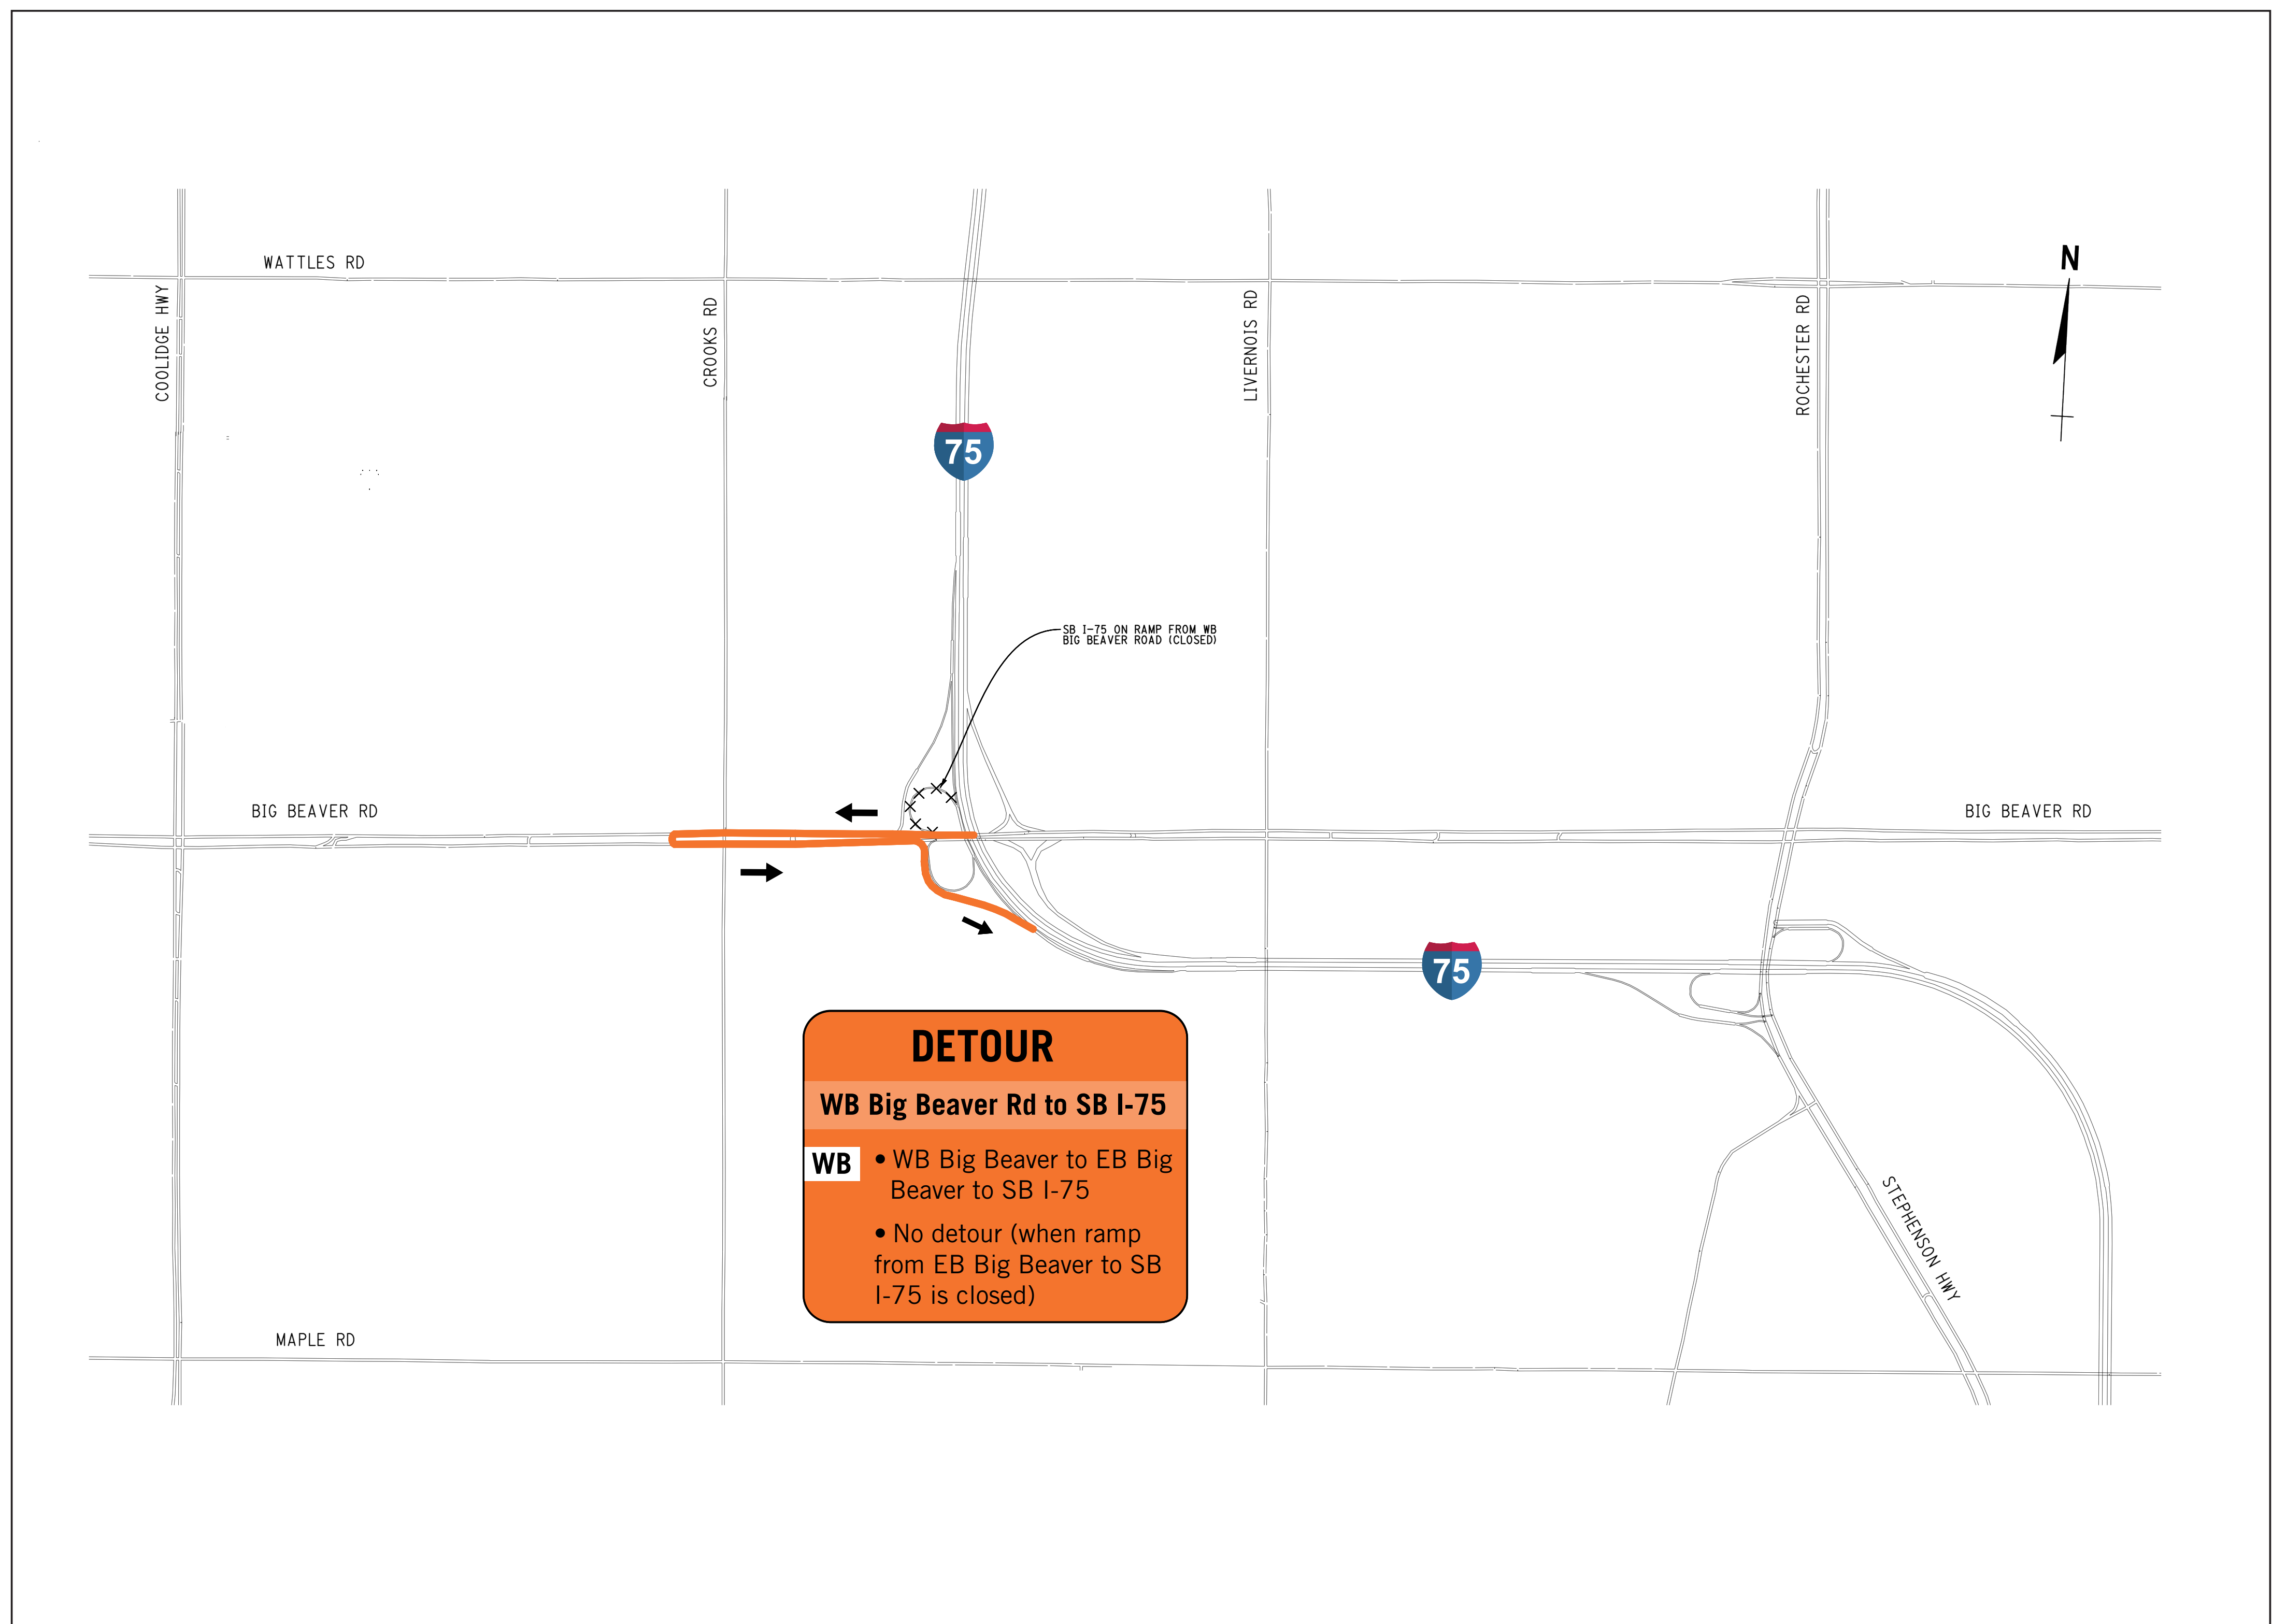 WATTLES RD
N
COOLIDGE HWY
CROOKS RD
LIVERNOIS RD
ROCHESTER RD
75
SB I-75 ON RAMP FROM WB
BIG BEAVER ROAD (CLOSED)
BIG BEAVER RD
BIG BEAVER RD
75
DETOUR
WB Big Beaver Rd to SB I-75
WB
• WB Big Beaver to EB Big
Beaver to SB I-75
• No detour (when ramp
from EB Big Beaver to SB
I-75 is closed)
STEPHENSON HWY
MAPLE RD